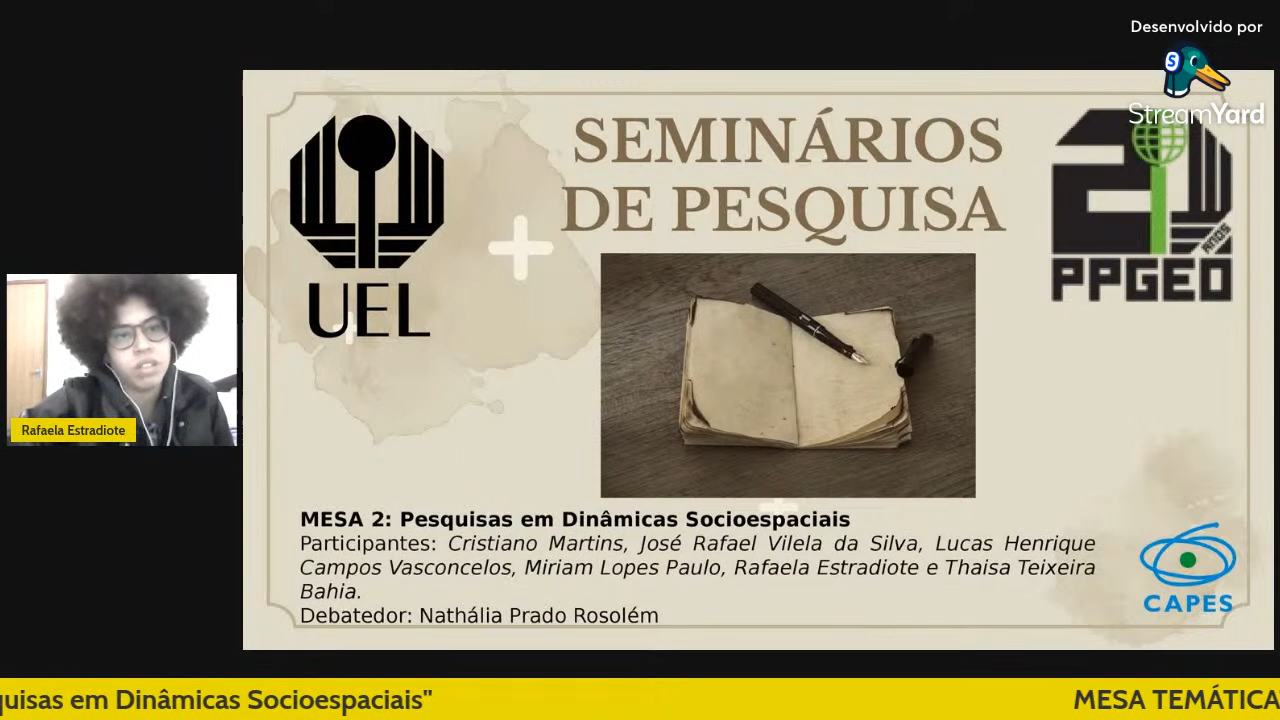 Desenvolvido por
StreamYard
SEMINÁRIOS
DE PESQUISA
UEL
20
ANOS
PPGEO
Rafaela Estradiote
MESA 2: Pesquisas em Dinâmicas Socioespaciais
Participantes: Cristiano Martins, José Rafael Vilela da Silva, Lucas Henrique
Campos Vasconcelos, Miriam Lopes Paulo, Rafaela Estradiote e Thaisa Teixeira
Bahia.
Debatedor: Nathália Prado Rosolém
CAPES
quisas em Dinâmicas Socioespaciais"
MESA TEMÁTICA